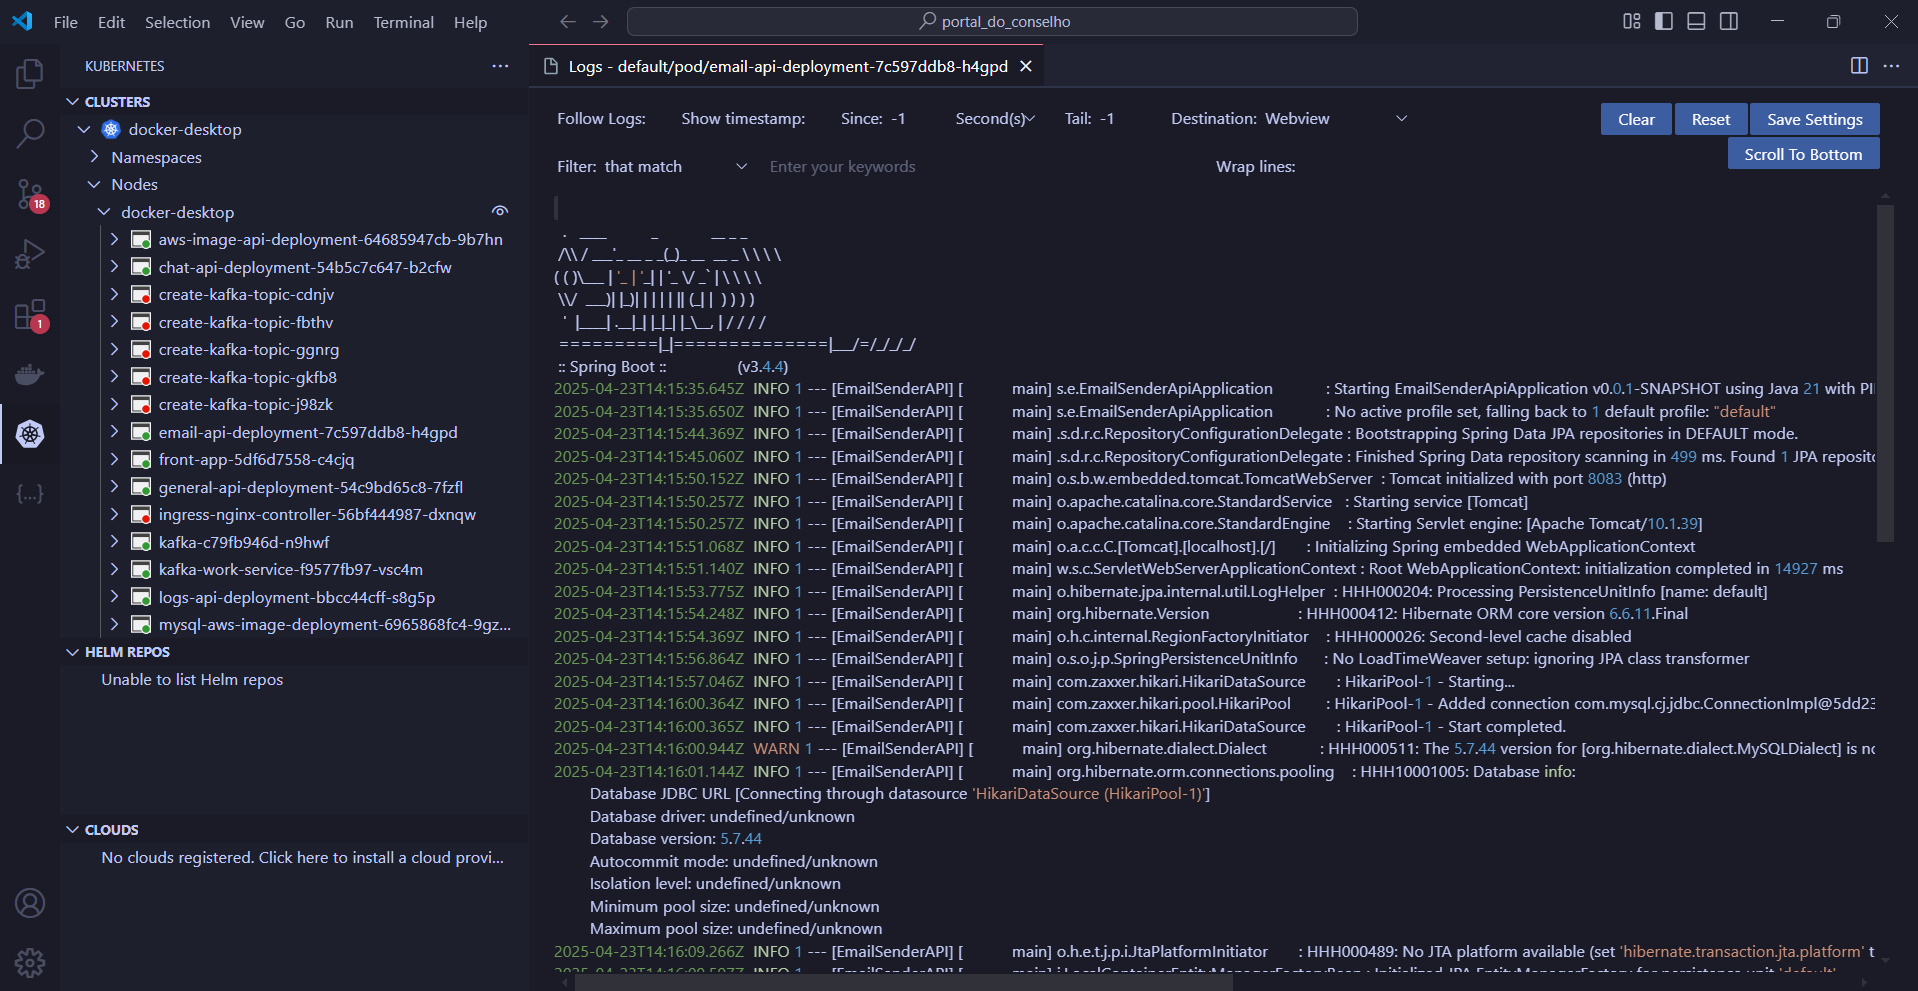 File Edit Selection View Go Run Terminal Help
portal_do_conselho
KUBERNETES
CLUSTERS
docker-desktop
Namespaces
Nodes
docker-desktop
aws-image-api-deployment-64685947cb-9b7hn
chat-api-deployment-54b5c7c647-b2cfw
create-kafka-topic-cdnjv
create-kafka-topic-fbthv
create-kafka-topic-ggnrg
create-kafka-topic-gkfb8
create-kafka-topic-j98zk
email-api-deployment-7c597ddb8-h4gpd
front-app-5df6d7558-c4cjq
general-api-deployment-54c9bd65c8-7fzfl
ingress-nginx-controller-56bf444987-dxnqw
kafka-c79fb946d-n9hwf
kafka-work-service-f9577fb97-vsc4m
logs-api-deployment-bbcc44cff-s8g5p
mysql-aws-image-deployment-6965868fc4-9gz...
HELM REPOS
Unable to list Helm repos
CLOUDS
No clouds registered. Click here to install a cloud provi...
18
1
Logs - default/pod/email-api-deployment-7c597ddb8-h4gpd
Follow Logs: Show timestamp: Since: -1 Second(s) Tail: -1 Destination: Webview
Clear Reset Save Settings
Scroll To Bottom
Filter: that match Enter your keywords Wrap lines:
:: Spring Boot :: (v3.4.4)
2025-04-23T14:15:35.645Z INFO 1 --- [EmailSenderAPI] [ main] s.e.EmailSenderApiApplication : Starting EmailSenderApiApplication v0.0.1-SNAPSHOT using Java 21 with PI
2025-04-23T14:15:35.650Z INFO 1 --- [EmailSenderAPI] [ main] s.e.EmailSenderApiApplication : No active profile set, falling back to 1 default profile: "default"
2025-04-23T14:15:44.369Z INFO 1 --- [EmailSenderAPI] [ main] .s.d.r.c.RepositoryConfigurationDelegate : Bootstrapping Spring Data JPA repositories in DEFAULT mode.
2025-04-23T14:15:45.060Z INFO 1 --- [EmailSenderAPI] [ main] .s.d.r.c.RepositoryConfigurationDelegate : Finished Spring Data repository scanning in 499 ms. Found 1 JPA reposito
2025-04-23T14:15:50.152Z INFO 1 --- [EmailSenderAPI] [ main] o.s.b.w.embedded.tomcat.TomcatWebServer : Tomcat initialized with port 8083 (http)
2025-04-23T14:15:50.257Z INFO 1 --- [EmailSenderAPI] [ main] o.apache.catalina.core.StandardService : Starting service [Tomcat]
2025-04-23T14:15:50.257Z INFO 1 --- [EmailSenderAPI] [ main] o.apache.catalina.core.StandardEngine : Starting Servlet engine: [Apache Tomcat/10.1.39]
2025-04-23T14:15:51.068Z INFO 1 --- [EmailSenderAPI] [ main] o.a.c.c.C.[Tomcat].[localhost].[/] : Initializing Spring embedded WebApplicationContext
2025-04-23T14:15:51.140Z INFO 1 --- [EmailSenderAPI] [ main] w.s.c.ServletWebServerApplicationContext : Root WebApplicationContext: initialization completed in 14927 ms
2025-04-23T14:15:53.775Z INFO 1 --- [EmailSenderAPI] [ main] o.hibernate.jpa.internal.util.LogHelper : HHH000204: Processing PersistenceUnitInfo [name: default]
2025-04-23T14:15:54.248Z INFO 1 --- [EmailSenderAPI] [ main] org.hibernate.Version : HHH000412: Hibernate ORM core version 6.6.11.Final
2025-04-23T14:15:54.369Z INFO 1 --- [EmailSenderAPI] [ main] o.h.c.internal.RegionFactoryInitiator : HHH000026: Second-level cache disabled
2025-04-23T14:15:56.864Z INFO 1 --- [EmailSenderAPI] [ main] o.s.o.j.p.SpringPersistenceUnitInfo : No LoadTimeWeaver setup: ignoring JPA class transformer
2025-04-23T14:15:57.046Z INFO 1 --- [EmailSenderAPI] [ main] com.zaxxer.hikari.HikariDataSource : HikariPool-1 - Starting...
2025-04-23T14:16:00.364Z INFO 1 --- [EmailSenderAPI] [ main] com.zaxxer.hikari.pool.HikariPool : HikariPool-1 - Added connection com.mysql.cj.jdbc.ConnectionImpl@5dd23
2025-04-23T14:16:00.365Z INFO 1 --- [EmailSenderAPI] [ main] com.zaxxer.hikari.HikariDataSource : HikariPool-1 - Start completed.
2025-04-23T14:16:00.944Z WARN 1 --- [EmailSenderAPI] [ main] org.hibernate.dialect.Dialect : HHH000511: The 5.7.44 version for [org.hibernate.dialect.MySQLDialect] is no
2025-04-23T14:16:01.144Z INFO 1 --- [EmailSenderAPI] [ main] org.hibernate.orm.connections.pooling : HHH10001005: Database info:
Database JDBC URL [Connecting through datasource 'HikariDataSource (HikariPool-1)']
Database driver: undefined/unknown
Database version: 5.7.44
Autocommit mode: undefined/unknown
Isolation level: undefined/unknown
Minimum pool size: undefined/unknown
Maximum pool size: undefined/unknown
2025-04-23T14:16:09.266Z INFO 1 --- [EmailSenderAPI] [ main] o.h.e.t.j.p.i.JtaPlatformInitiator : HHH000489: No JTA platform available (set 'hibernate.transaction.jta.platform' t